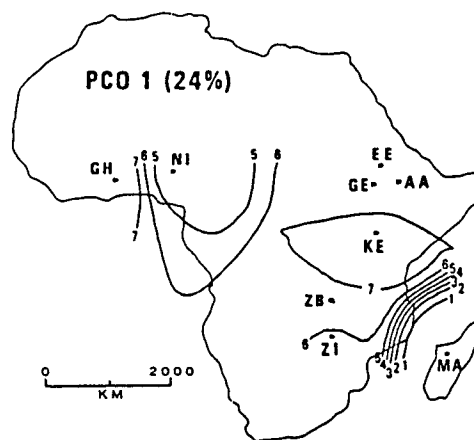 PCO 1 (24%)
7 6 5 NI 5 6
GH
EE
GE AA
7
KE
6 5 4 3 2 1
7
ZB
6
ZI
5 4 3 2 1
MA
0 2000
KM